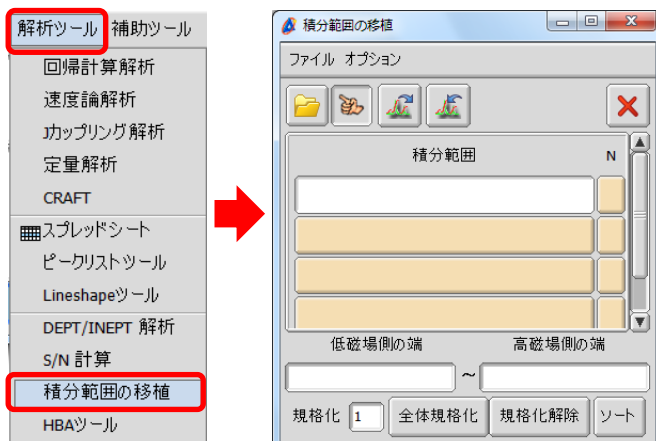 解析ツール 補助ツール
回帰計算解析
速度論解析
Jカップリング解析
定量解析
CRAFT
スプレッドシート
ピークリストツール
Lineshapeツール
DEPT/INEPT 解析
S/N 計算
積分範囲の移植
HBAツール
積分範囲の移植
ファイル オプション
積分範囲 N
低磁場側の端 高磁場側の端
~
規格化 1 全体規格化 規格化解除 ソート